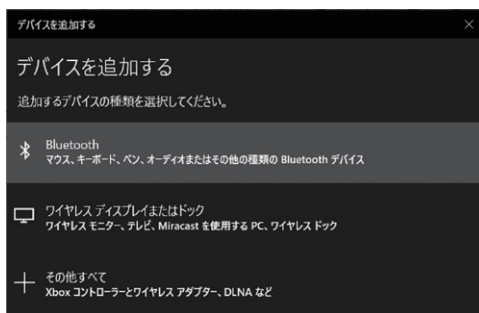 デバイスを追加する
デバイスを追加する
追加するデバイスの種類を選択してください。
Bluetooth
マウス、キーボード、ペン、オーディオまたはその他の種類の Bluetooth デバイス
ワイヤレス ディスプレイまたはドック
ワイヤレス モニター、テレビ、Miracast を使用する PC、ワイヤレス ドック
その他すべて
Xbox コントローラーとワイヤレス アダプター、DLNA など